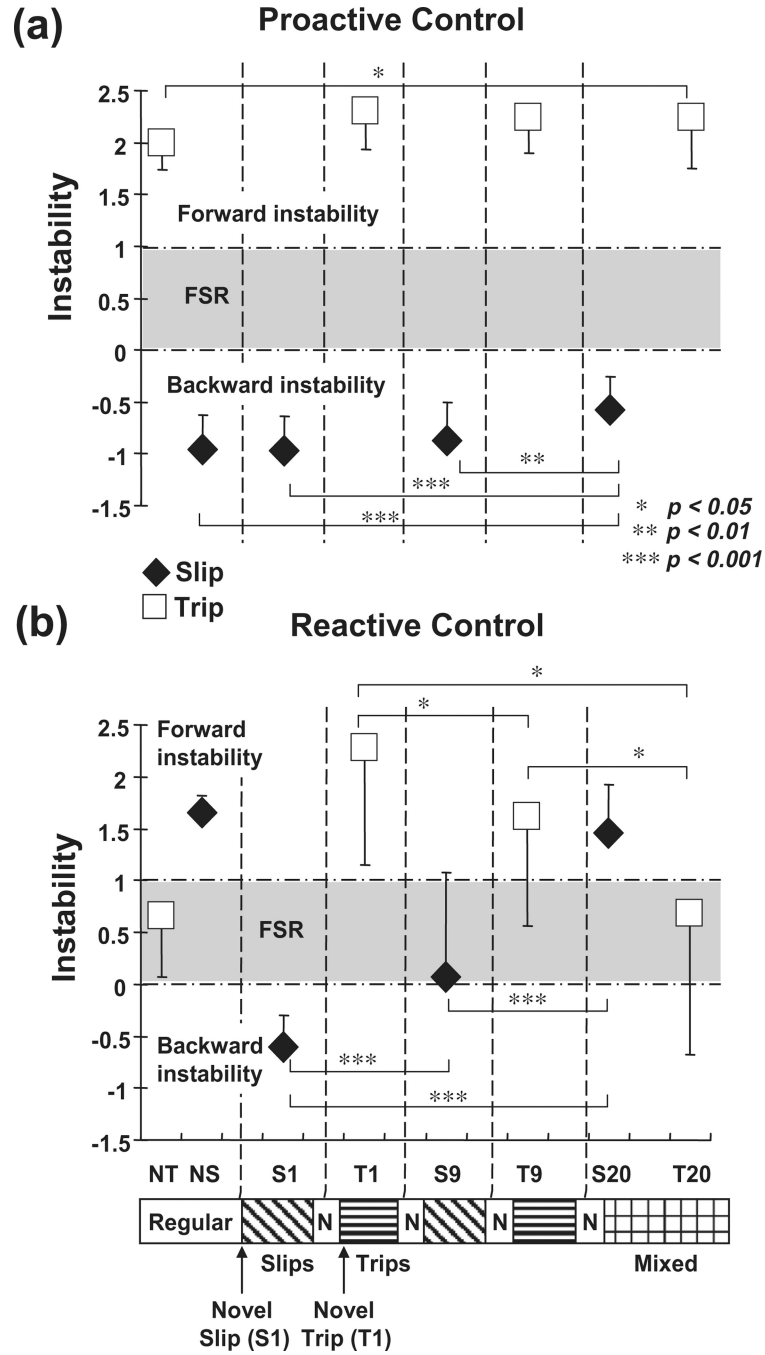 (a)
Proactive Control
*
2.5
2
1.5
Forward instability
1
FSR
0.5
0
Backward instability
-0.5
-1
**
***
-1.5
***
Instability
* p < 0.05
** p < 0.01
*** p < 0.001
Slip
Trip
(b)
Reactive Control
*
*
2.5
Forward
instability
*
2
1.5
1
FSR
0.5
0
***
-0.5
Backward
instability
***
-1
***
-1.5
Instability
NT NS S1 T1 S9 T9 S20 T20
Regular N N N N
Slips Trips Mixed
Novel Novel
Slip (S1) Trip (T1)